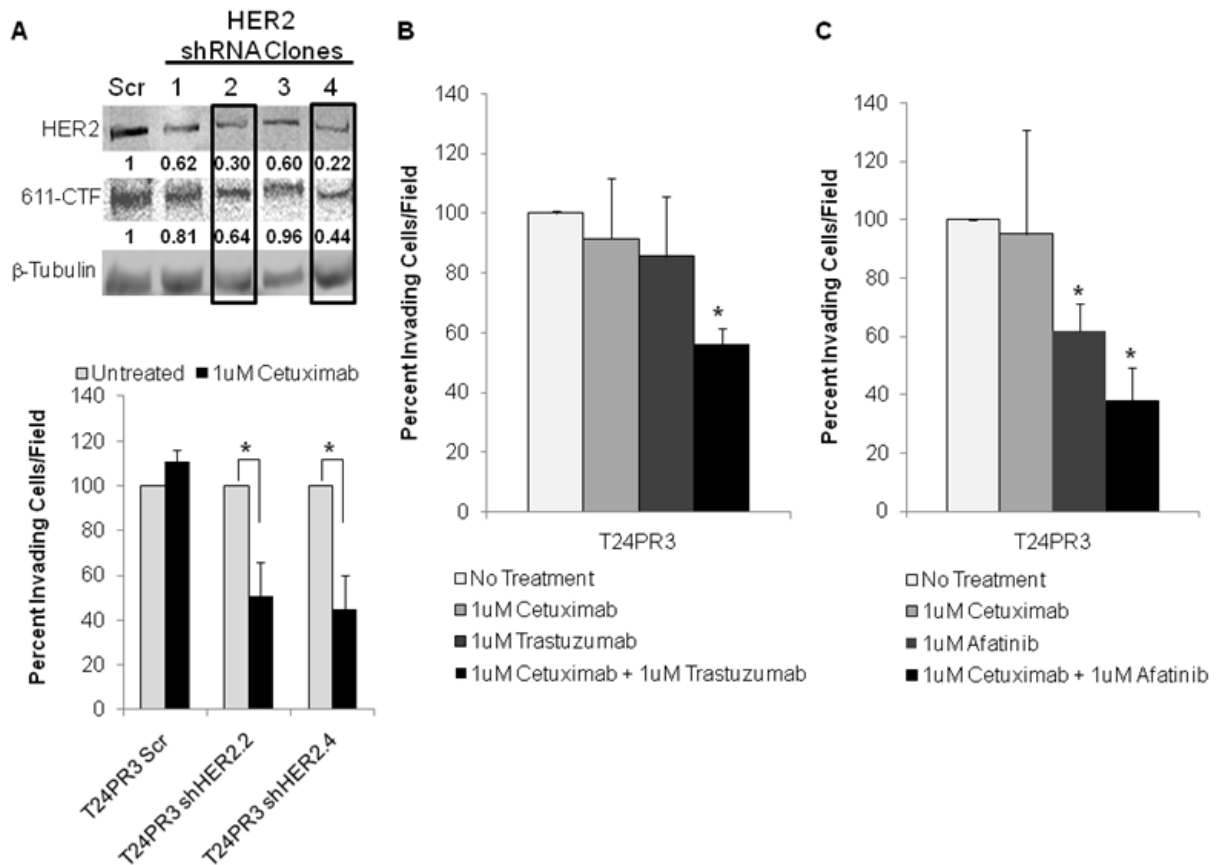 A
HER2
shRNA Clones
Scr 1 2 3 4
HER2
1 0.62 0.30 0.60 0.22
611-CTF
1 0.81 0.64 0.96 0.44
β-Tubulin
Untreated 1uM Cetuximab
Percent Invading Cells/Field
140
120
100
80
60
40
20
0
* *
T24PR3 Scr
T24PR3 shHER2.2
T24PR3 shHER2.4
B
Percent Invading Cells/Field
140
120
100
80
60
40
20
0
*
T24PR3
No Treatment
1uM Cetuximab
1uM Trastuzumab
1uM Cetuximab + 1uM Trastuzumab
C
Percent Invading Cells/Field
140
120
100
80
60
40
20
0
*
*
T24PR3
No Treatment
1uM Cetuximab
1uM Afatinib
1uM Cetuximab + 1uM Afatinib